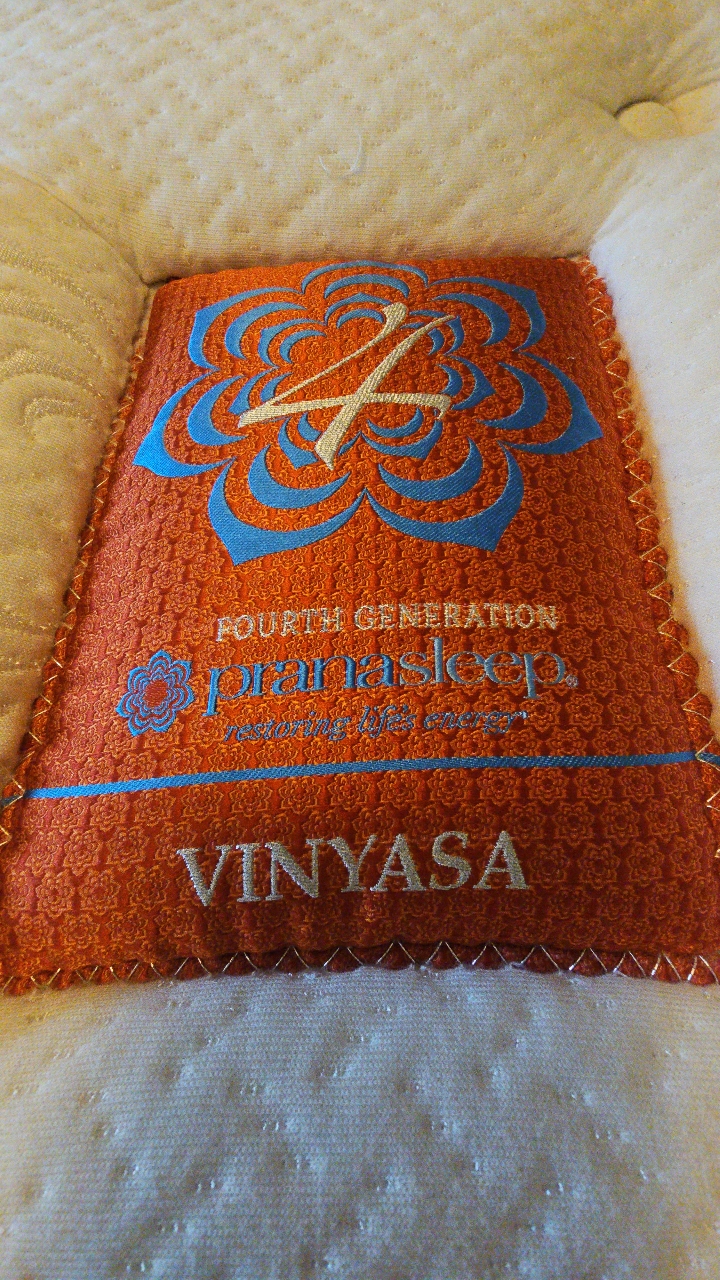 4
FOURTH GENERATION
pranasleep®
restoring life's energy™
VINYASA